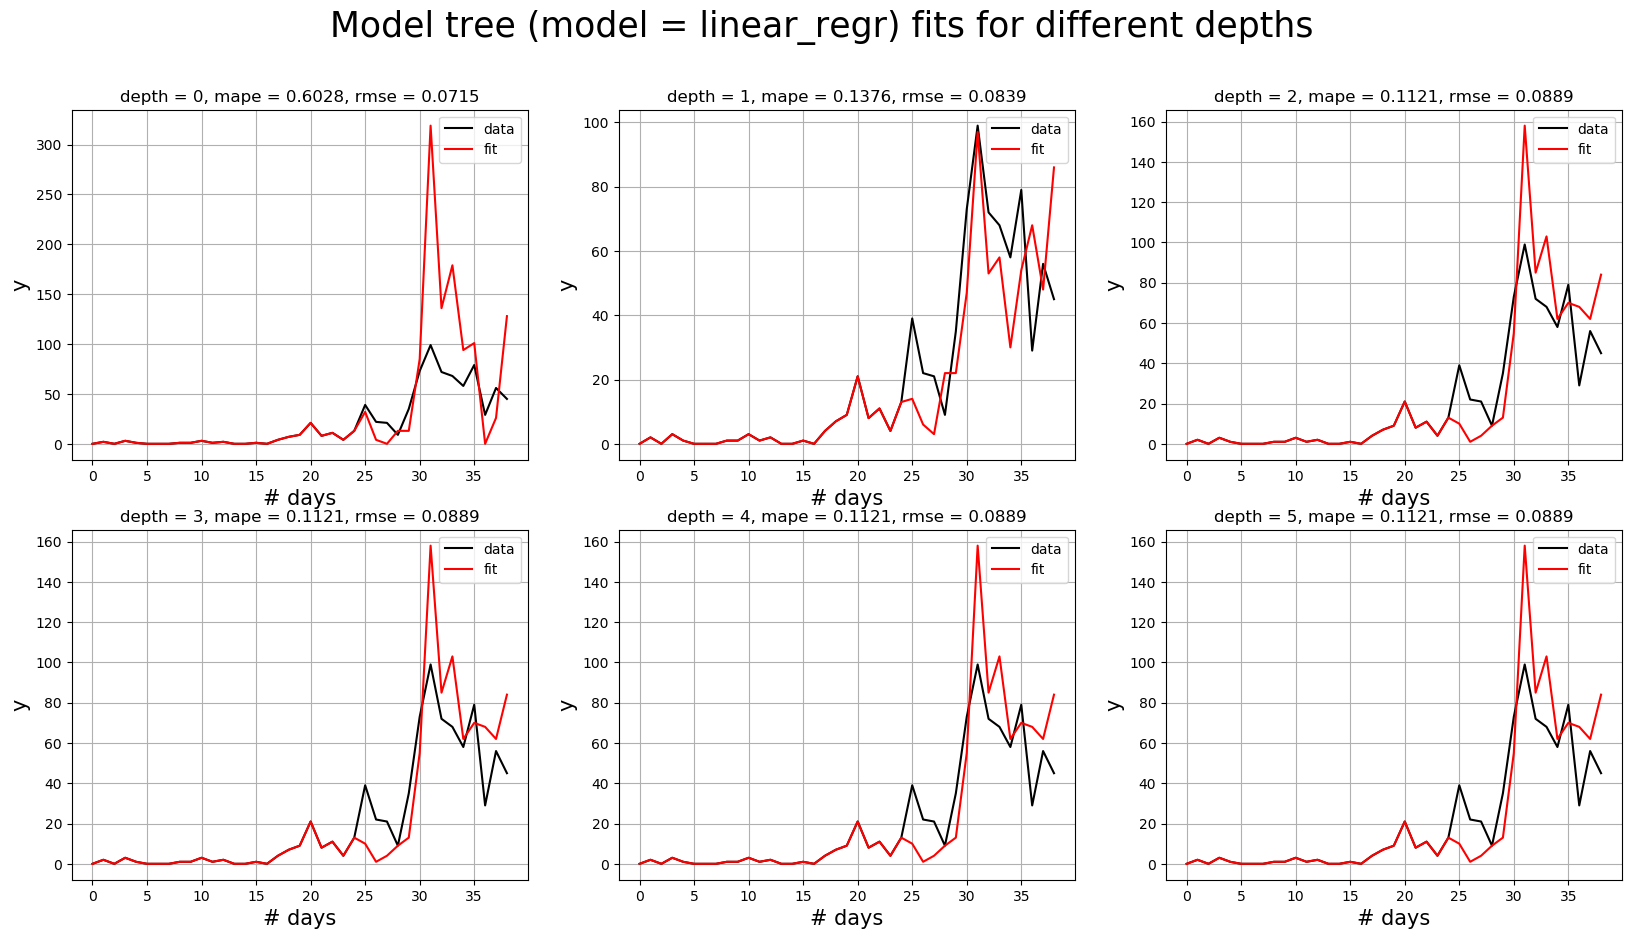 Model tree (model = linear_regr) fits for different depths
depth = 0, mape = 0.6028, rmse = 0.0715
data
fit
y
300
250
200
150
100
50
0
0 5 10 15 20 25 30 35
# days
depth = 1, mape = 0.1376, rmse = 0.0839
data
fit
y
100
80
60
40
20
0
0 5 10 15 20 25 30 35
# days
depth = 2, mape = 0.1121, rmse = 0.0889
data
fit
y
160
140
120
100
80
60
40
20
0
0 5 10 15 20 25 30 35
# days
depth = 3, mape = 0.1121, rmse = 0.0889
data
fit
y
160
140
120
100
80
60
40
20
0
0 5 10 15 20 25 30 35
# days
depth = 4, mape = 0.1121, rmse = 0.0889
data
fit
y
160
140
120
100
80
60
40
20
0
0 5 10 15 20 25 30 35
# days
depth = 5, mape = 0.1121, rmse = 0.0889
data
fit
y
160
140
120
100
80
60
40
20
0
0 5 10 15 20 25 30 35
# days